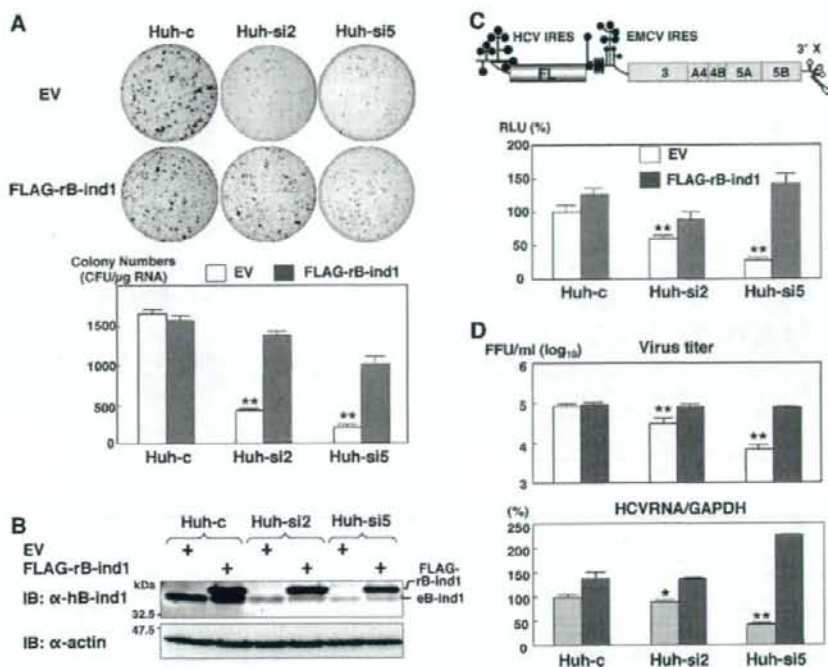 A
Huh-c Huh-si2 Huh-si5
EV
FLAG-rB-ind1
Colony Numbers
(CFU/μg RNA)
EV FLAG-rB-ind1
1500
1000
500
0
** **
Huh-c Huh-si2 Huh-si5
B
Huh-c Huh-si2 Huh-si5
EV + + +
FLAG-rB-ind1 + + +
kDa
FLAG-
rB-ind1
IB: α-hB-ind1
eB-ind1
32.5
47.5
IB: α-actin
C
HCV IRES EMCV IRES
3' X
FL 3 A4 4B 5A 5B
RLU (%)
200
150
100
50
0
EV
FLAG-rB-ind1
** **
Huh-c Huh-si2 Huh-si5
D
FFU/ml (log10) Virus titer
6
5
4
3
** **
(%) HCVRNA/GAPDH
250
200
150
100
50
0
* **
Huh-c Huh-si2 Huh-si5